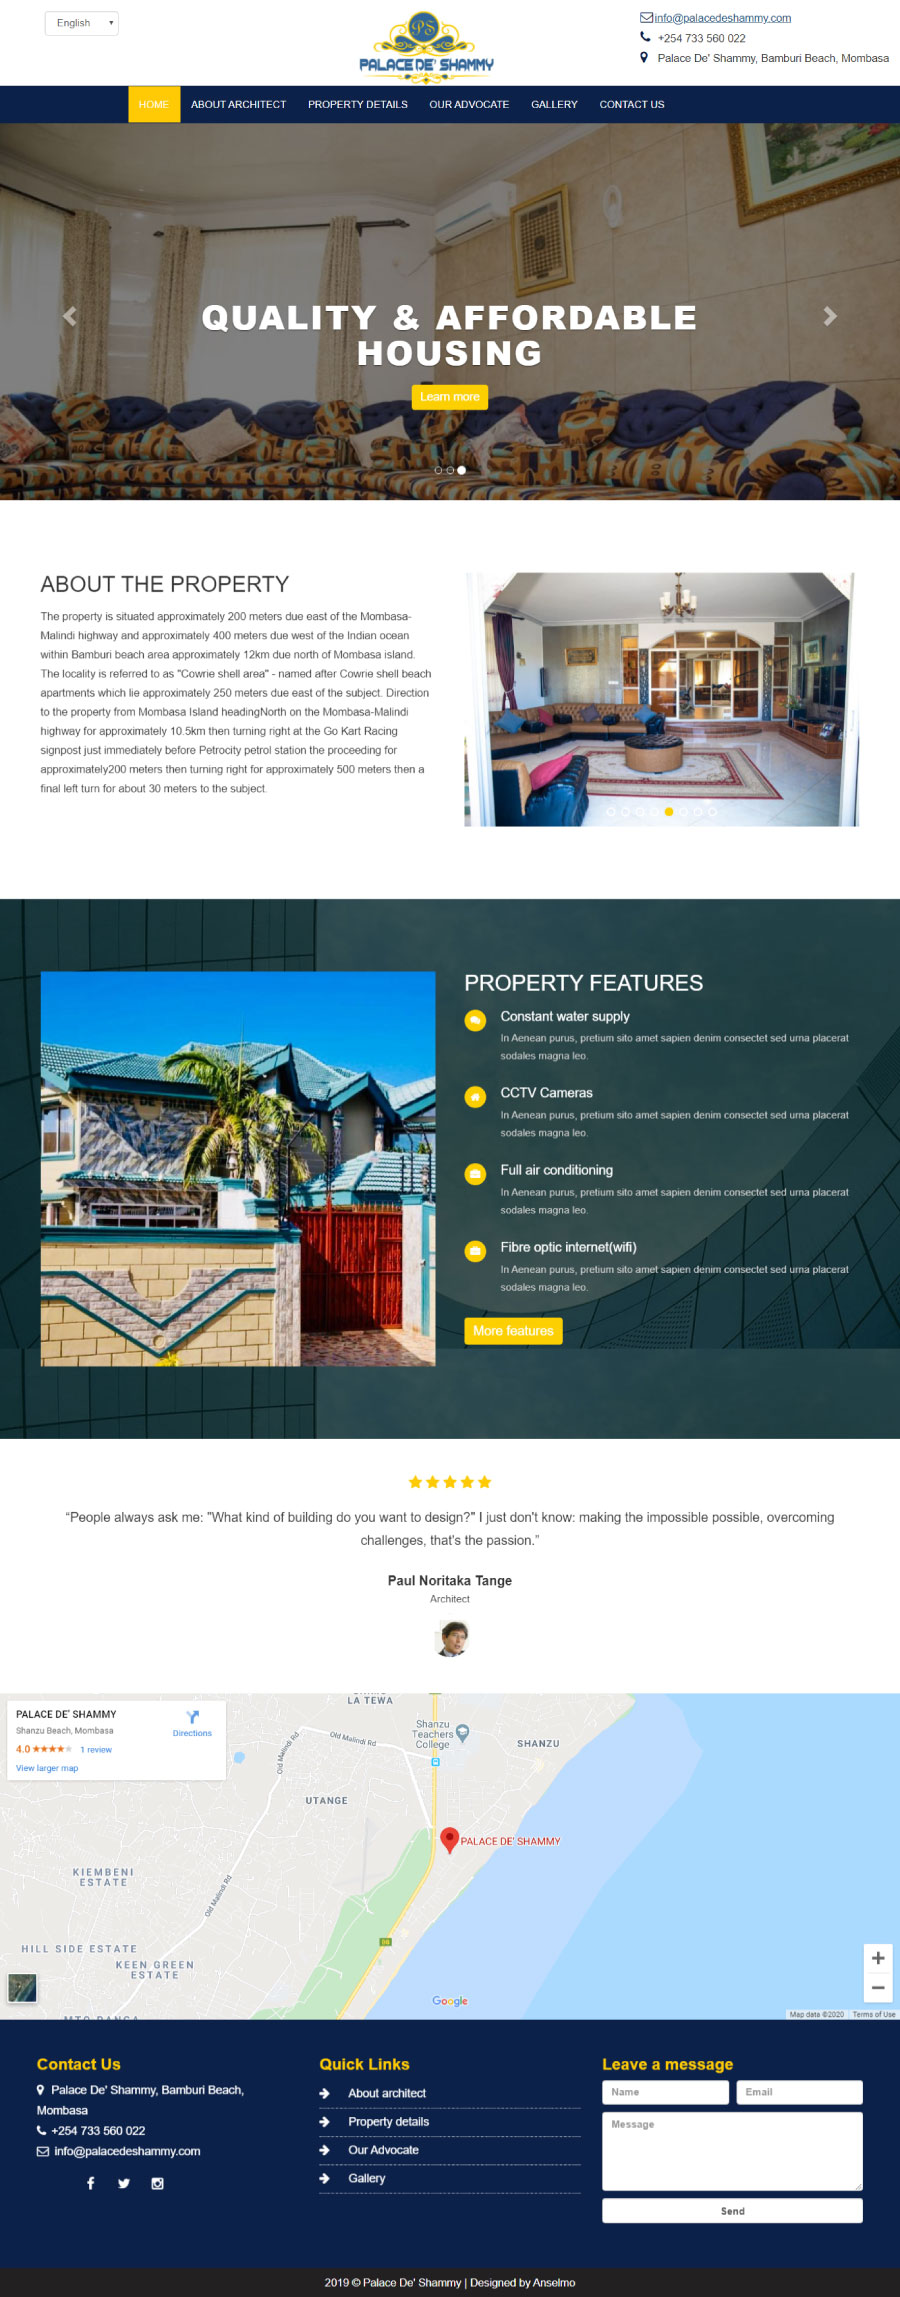 English
PS
PALACE DE' SHAMMY
info@palacedeshammy.com
+254 733 560 022
Palace De' Shammy, Bamburi Beach, Mombasa
HOME
ABOUT ARCHITECT
PROPERTY DETAILS
OUR ADVOCATE
GALLERY
CONTACT US
QUALITY & AFFORDABLE
HOUSING
Learn more
ABOUT THE PROPERTY
The property is situated approximately 200 meters due east of the Mombasa-
Malindi highway and approximately 400 meters due west of the Indian ocean
within Bamburi beach area approximately 12km due north of Mombasa island.
The locality is referred to as "Cowrie shell area" - named after Cowrie shell beach
apartments which lie approximately 250 meters due east of the subject. Direction
to the property from Mombasa Island headingNorth on the Mombasa-Malindi
highway for approximately 10.5km then turning right at the Go Kart Racing
signpost just immediately before Petrocity petrol station the proceeding for
approximately200 meters then turning right for approximately 500 meters then a
final left turn for about 30 meters to the subject.
PALACE DE SHAMMY
PROPERTY FEATURES
Constant water supply
In Aenean purus, pretium sito amet sapien denim consectet sed urna placerat
sodales magna leo.
CCTV Cameras
In Aenean purus, pretium sito amet sapien denim consectet sed urna placerat
sodales magna leo.
Full air conditioning
In Aenean purus, pretium sito amet sapien denim consectet sed urna placerat
sodales magna leo.
Fibre optic internet(wifi)
In Aenean purus, pretium sito amet sapien denim consectet sed urna placerat
sodales magna leo.
More features
“People always ask me: "What kind of building do you want to design?" I just don't know: making the impossible possible, overcoming
challenges, that's the passion.”
Paul Noritaka Tange
Architect
PALACE DE' SHAMMY
Shanzu Beach, Mombasa
4.0
1 review
View larger map
Directions
LA TEWA
Shanzu
Teachers
College
SHANZU
Old Malindi Rd
Old Malindi Rd
UTANGE
PALACE DE' SHAMMY
KIEMBENI
ESTATE
Old Malindi Rd
B8
HILL SIDE ESTATE
KEEN GREEN
ESTATE
Google
Map data ©2020
Terms of Use
Contact Us
Palace De' Shammy, Bamburi Beach,
Mombasa
+254 733 560 022
info@palacedeshammy.com
Quick Links
About architect
Property details
Our Advocate
Gallery
Leave a message
Name
Email
Message
Send
2019 © Palace De' Shammy | Designed by Anselmo